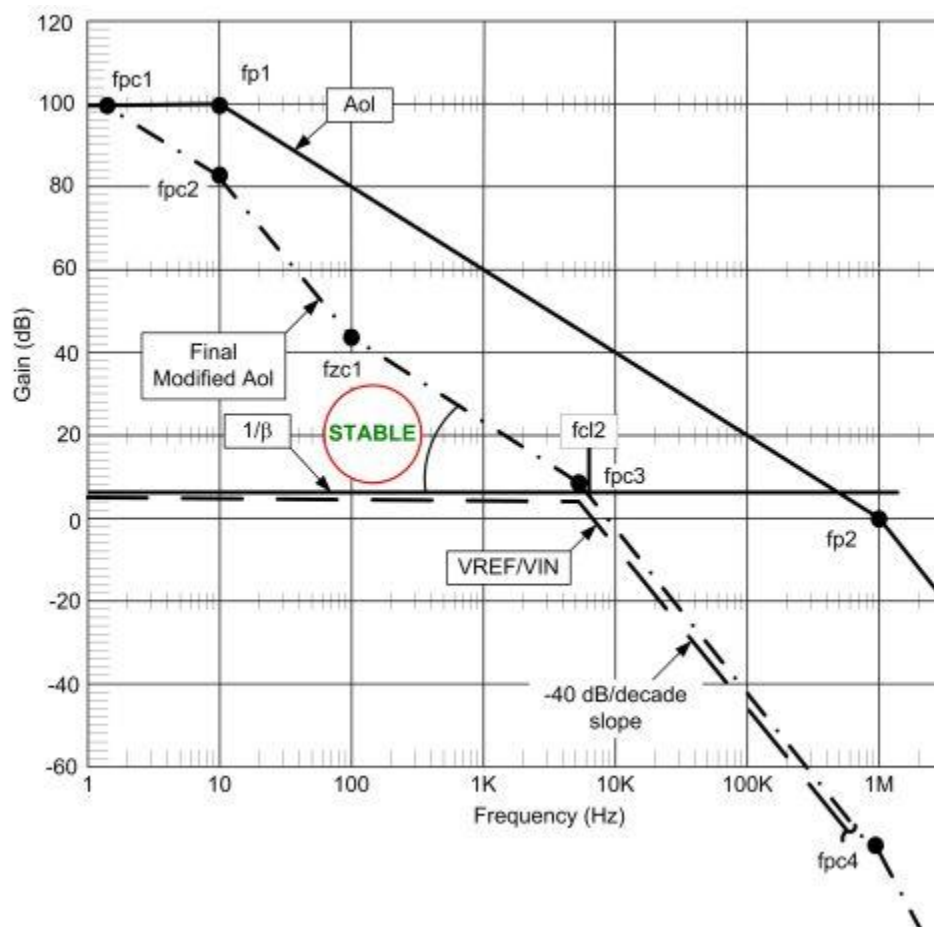 120
100
80
60
40
20
0
-20
-40
-60
Gain (dB)
fpc1
fp1
Aol
fpc2
Final
Modified Aol
fzc1
1/β
STABLE
fcl2
fpc3
VREF/VIN
fp2
-40 dB/decade
slope
fpc4
1
10
100
1K
10K
100K
1M
Frequency (Hz)